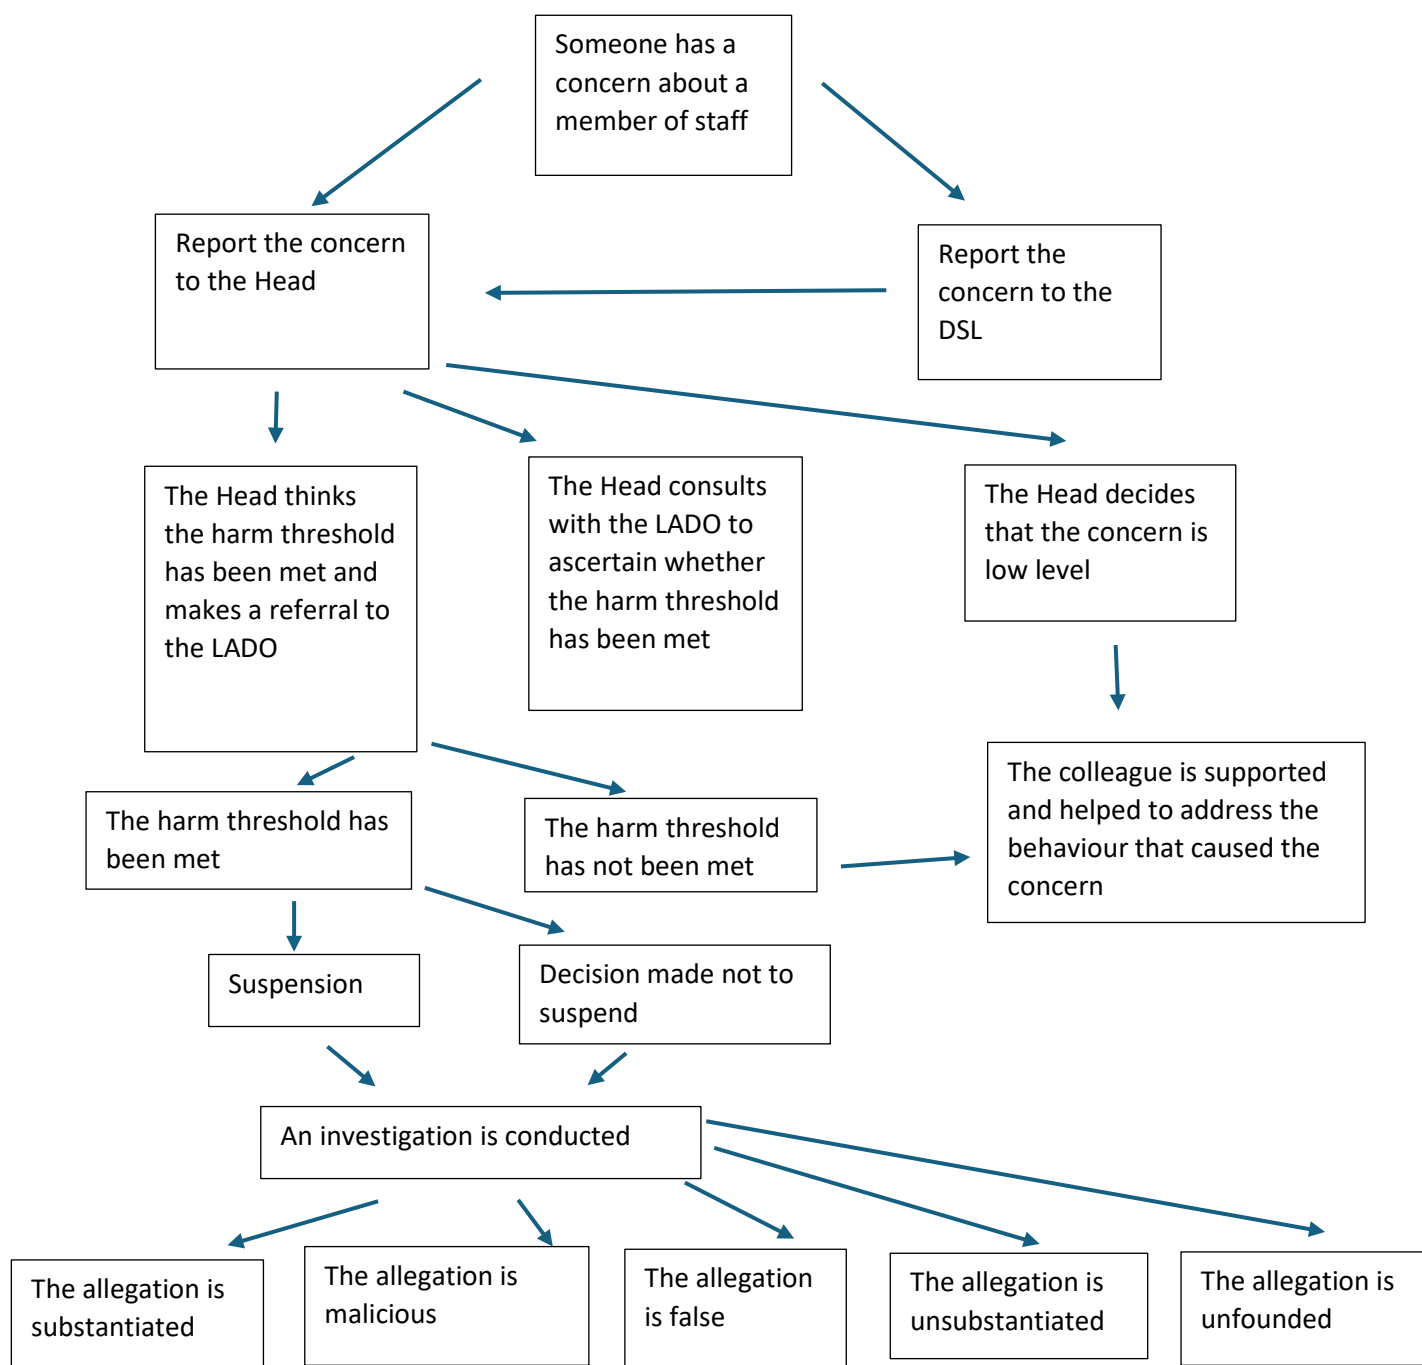 Someone has a
concern about a
member of staff
Report the concern
to the Head
Report the
concern to the
DSL
The Head thinks
the harm threshold
has been met and
makes a referral to
the LADO
The Head consults
with the LADO to
ascertain whether
the harm threshold
has been met
The Head decides
that the concern is
low level
The colleague is supported
and helped to address the
behaviour that caused the
concern
The harm threshold has
been met
The harm threshold
has not been met
Suspension
Decision made not to
suspend
An investigation is conducted
The allegation is
substantiated
The allegation is
malicious
The allegation
is false
The allegation is
unsubstantiated
The allegation is
unfounded